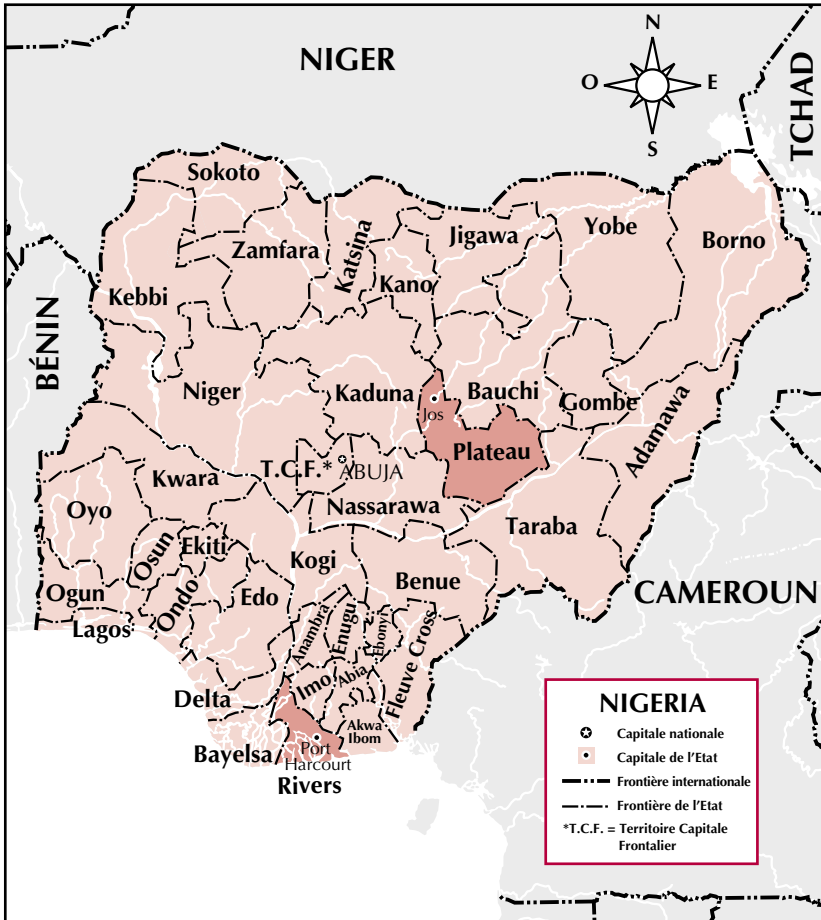 NIGER
N
O
E
S
TCHAD
Sokoto
Katsina
Jigawa
Yobe
Borno
Zamfara
Kano
Kebbi
BÉNIN
Niger
Kaduna
Bauchi
Gombe
Adamawa
Jos
Plateau
T.C.F.* ABUJA
Kwara
Nassarawa
Oyo
Taraba
Osun
Ekiti
Kogi
Benue
Ogun
Ondo
Edo
CAMEROUN
Lagos
Anambra
Enugu
Ebonyi
Fleuve Cross
Imo
Abia
Delta
Akwa
Ibom
Bayelsa
Port
Harcourt
Rivers
NIGERIA
Capitale nationale
Capitale de l'Etat
Frontière internationale
Frontière de l'Etat
*T.C.F. = Territoire Capitale
Frontalier